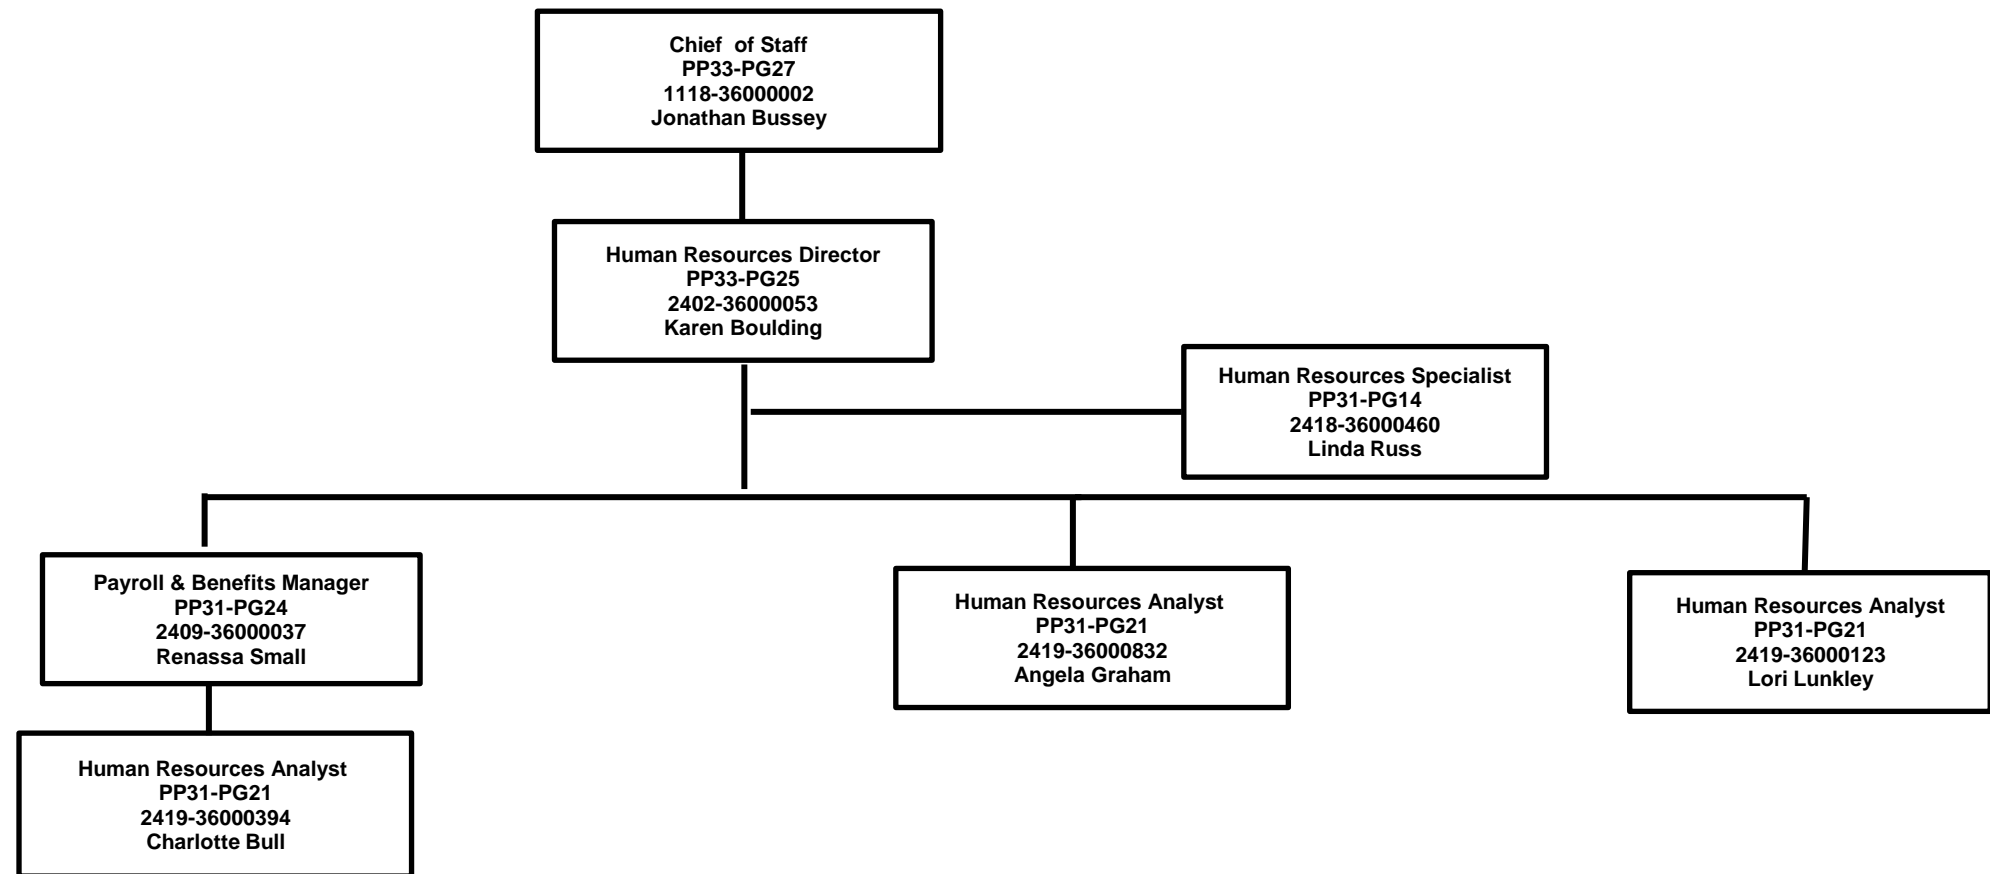 Chief of Staff
PP33-PG27
1118-36000002
Jonathan Bussey
Human Resources Director
PP33-PG25
2402-36000053
Karen Boulding
Human Resources Specialist
PP31-PG14
2418-36000460
Linda Russ
Payroll & Benefits Manager
PP31-PG24
2409-36000037
Renassa Small
Human Resources Analyst
PP31-PG21
2419-36000832
Angela Graham
Human Resources Analyst
PP31-PG21
2419-36000123
Lori Lunkley
Human Resources Analyst
PP31-PG21
2419-36000394
Charlotte Bull